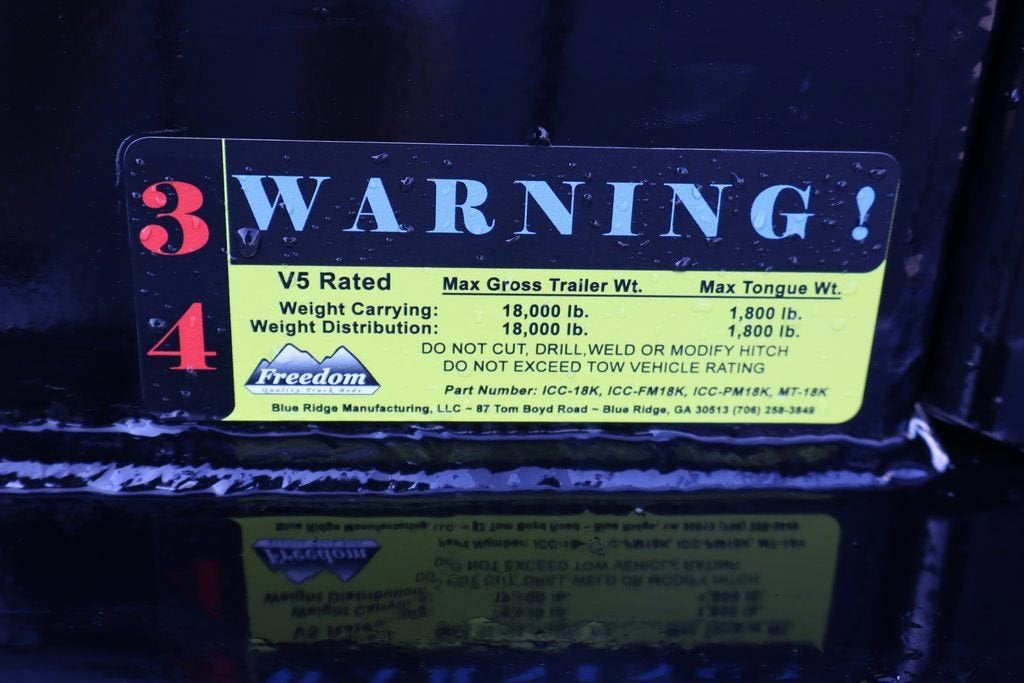 3
4
WARNING!
V5 Rated Max Gross Trailer Wt. Max Tongue Wt.
Weight Carrying: 18,000 lb. 1,800 lb.
Weight Distribution: 18,000 lb. 1,800 lb.
DO NOT CUT, DRILL,WELD OR MODIFY HITCH
DO NOT EXCEED TOW VEHICLE RATING
Freedom
Quality Truck Beds
Part Number: ICC-18K, ICC-FM18K, ICC-PM18K, MT-18K
Blue Ridge Manufacturing, LLC ~ 87 Tom Boyd Road ~ Blue Ridge, GA 30513 (706) 258-3849